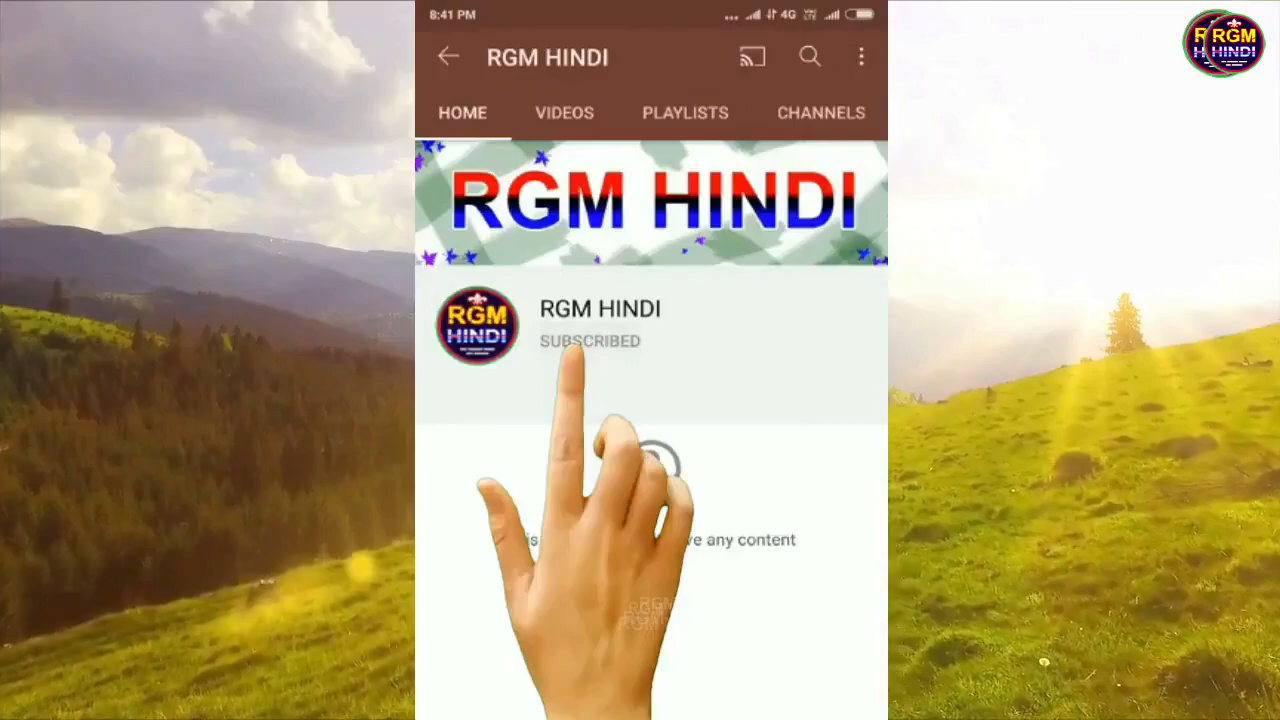 8:41 PM
4G VoLTE
RGM HINDI
HOME VIDEOS PLAYLISTS CHANNELS
RGM HINDI
RGM HINDI
SUBSCRIBED
RGM
HINDI
any content
RGM
HINDI